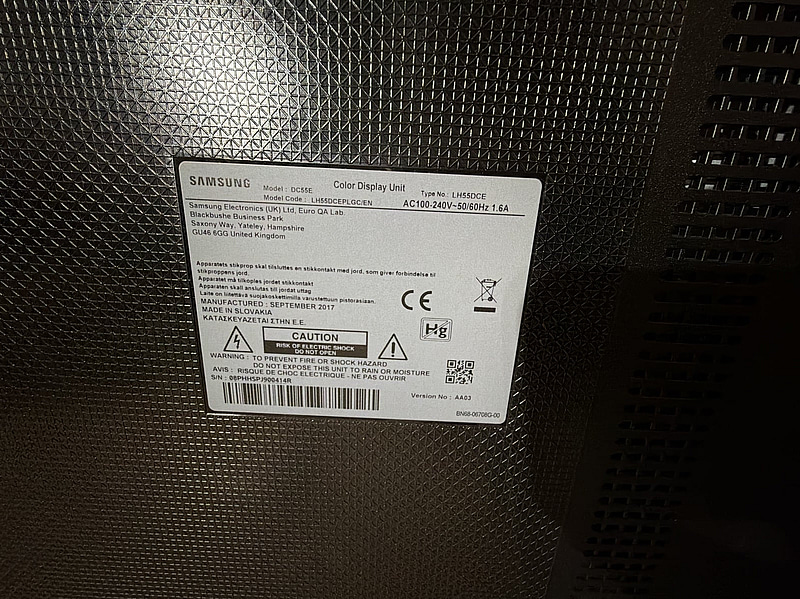 SAMSUNG Model : DC55E Color Display Unit Type No : LH55DCE
Model Code : LH55DCEPLGC/EN AC100-240V~50/60Hz 1.6A
Samsung Electronics (UK) Ltd, Euro QA Lab.
Blackbushe Business Park
Saxony Way, Yateley, Hampshire
GU46 6GG United Kingdom
Apparatets stikprop skal tilsluttes en stikkontakt med jord, som giver forbindelse til
stikproppens jord.
Apparatet må tilkoples jordet stikkontakt
Apparaten skall anslutas till jordat uttag
Laite on liitettävä suojakoskettimilla varustettuun pistorasiaan.
MANUFACTURED : SEPTEMBER 2017
MADE IN SLOVAKIA
ΚΑΤΑΣΚΕΥΑΖΕΤΑΙ ΣΤΗΝ Ε.Ε.
CE
Hg
CAUTION
RISK OF ELECTRIC SHOCK
DO NOT OPEN
WARNING : TO PREVENT FIRE OR SHOCK HAZARD
DO NOT EXPOSE THIS UNIT TO RAIN OR MOISTURE
AVIS : RISQUE DE CHOC ELECTRIQUE - NE PAS OUVRIR
S/N : 08PHHSPJ900414R
Version No : AA03
BN68-06708G-00